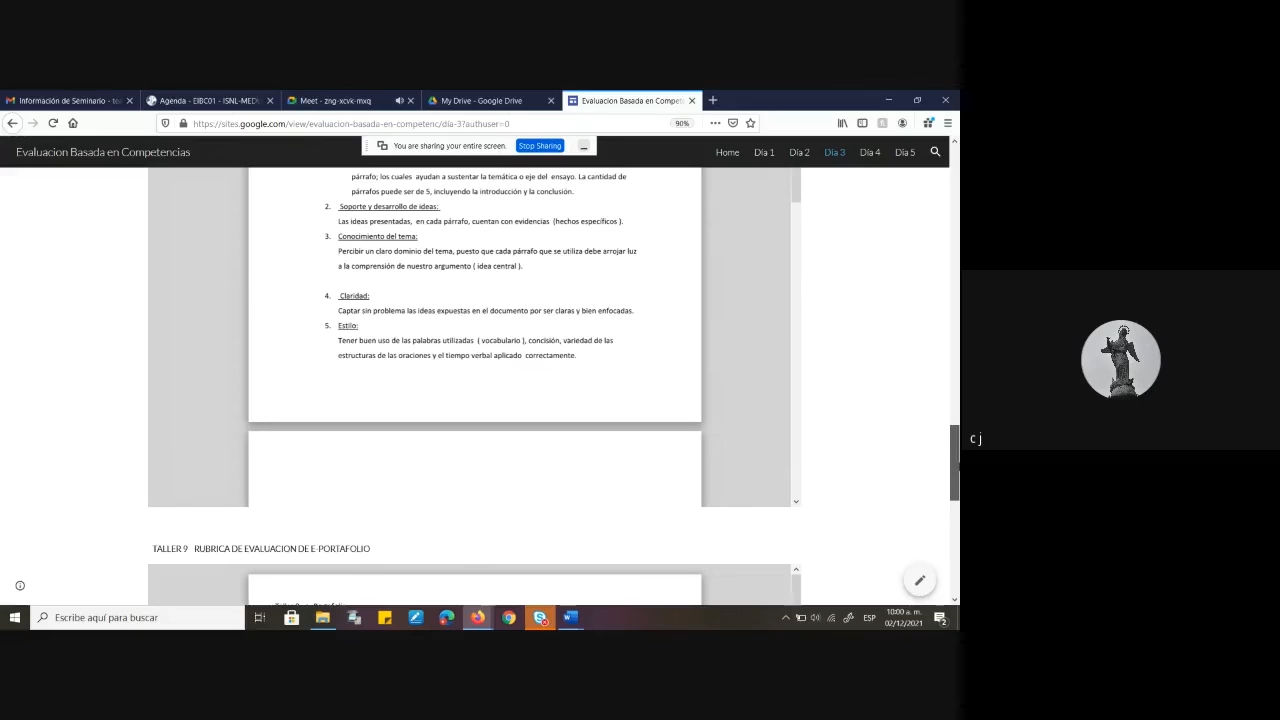 Información de Seminario - te
Agenda - EIBC01 - ISNL-MEDU
Meet - zng-xcvk-mxq
My Drive - Google Drive
Evaluacion Basada en Competen
https://sites.google.com/view/evaluacion-basada-en-competenc/día-3?authuser=0
90%
Evaluacion Basada en Competencias
You are sharing your entire screen.
Stop Sharing
Home
Día 1
Día 2
Día 3
Día 4
Día 5
párrafo; los cuales ayudan a sustentar la temática o eje del ensayo. La cantidad de
párrafos puede ser de 5, incluyendo la introducción y la conclusión.
2. Soporte y desarrollo de ideas:
Las ideas presentadas, en cada párrafo, cuentan con evidencias (hechos específicos ).
3. Conocimiento del tema:
Percibir un claro dominio del tema, puesto que cada párrafo que se utiliza debe arrojar luz
a la comprensión de nuestro argumento ( idea central ).
4. Claridad:
Captar sin problema las ideas expuestas en el documento por ser claras y bien enfocadas.
5. Estilo:
Tener buen uso de las palabras utilizadas ( vocabulario ), concisión, variedad de las
estructuras de las oraciones y el tiempo verbal aplicado correctamente.
c j
TALLER 9 RUBRICA DE EVALUACION DE E-PORTAFOLIO
Escribe aquí para buscar
ESP
10:00 a. m.
02/12/2021
2